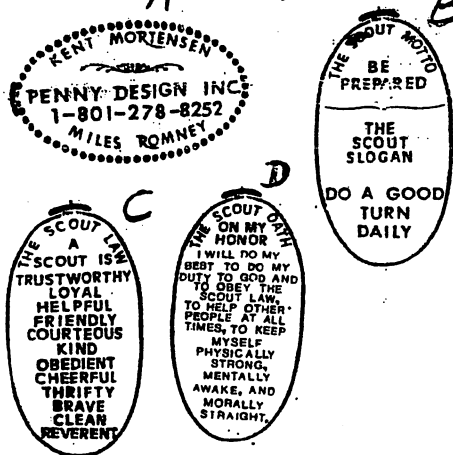 A
KENT MORTENSEN
PENNY DESIGN INC.
1-801-278-8252
MILES ROMNEY
B
THE SCOUT MOTTO
BE
PREPARED
THE
SCOUT
SLOGAN
DO A GOOD
TURN
DAILY
C
THE SCOUT LAW
A
SCOUT IS
TRUSTWORTHY
LOYAL
HELPFUL
FRIENDLY
COURTEOUS
KIND
OBEDIENT
CHEERFUL
THRIFTY
BRAVE
CLEAN
REVERENT
D
THE SCOUT OATH
ON MY
HONOR
I WILL DO MY
BEST TO DO MY
DUTY TO GOD AND
TO OBEY THE
SCOUT LAW,
TO HELP OTHER
PEOPLE AT ALL
TIMES, TO KEEP
MYSELF
PHYSICALLY
STRONG,
MENTALLY
AWAKE, AND
MORALLY
STRAIGHT.